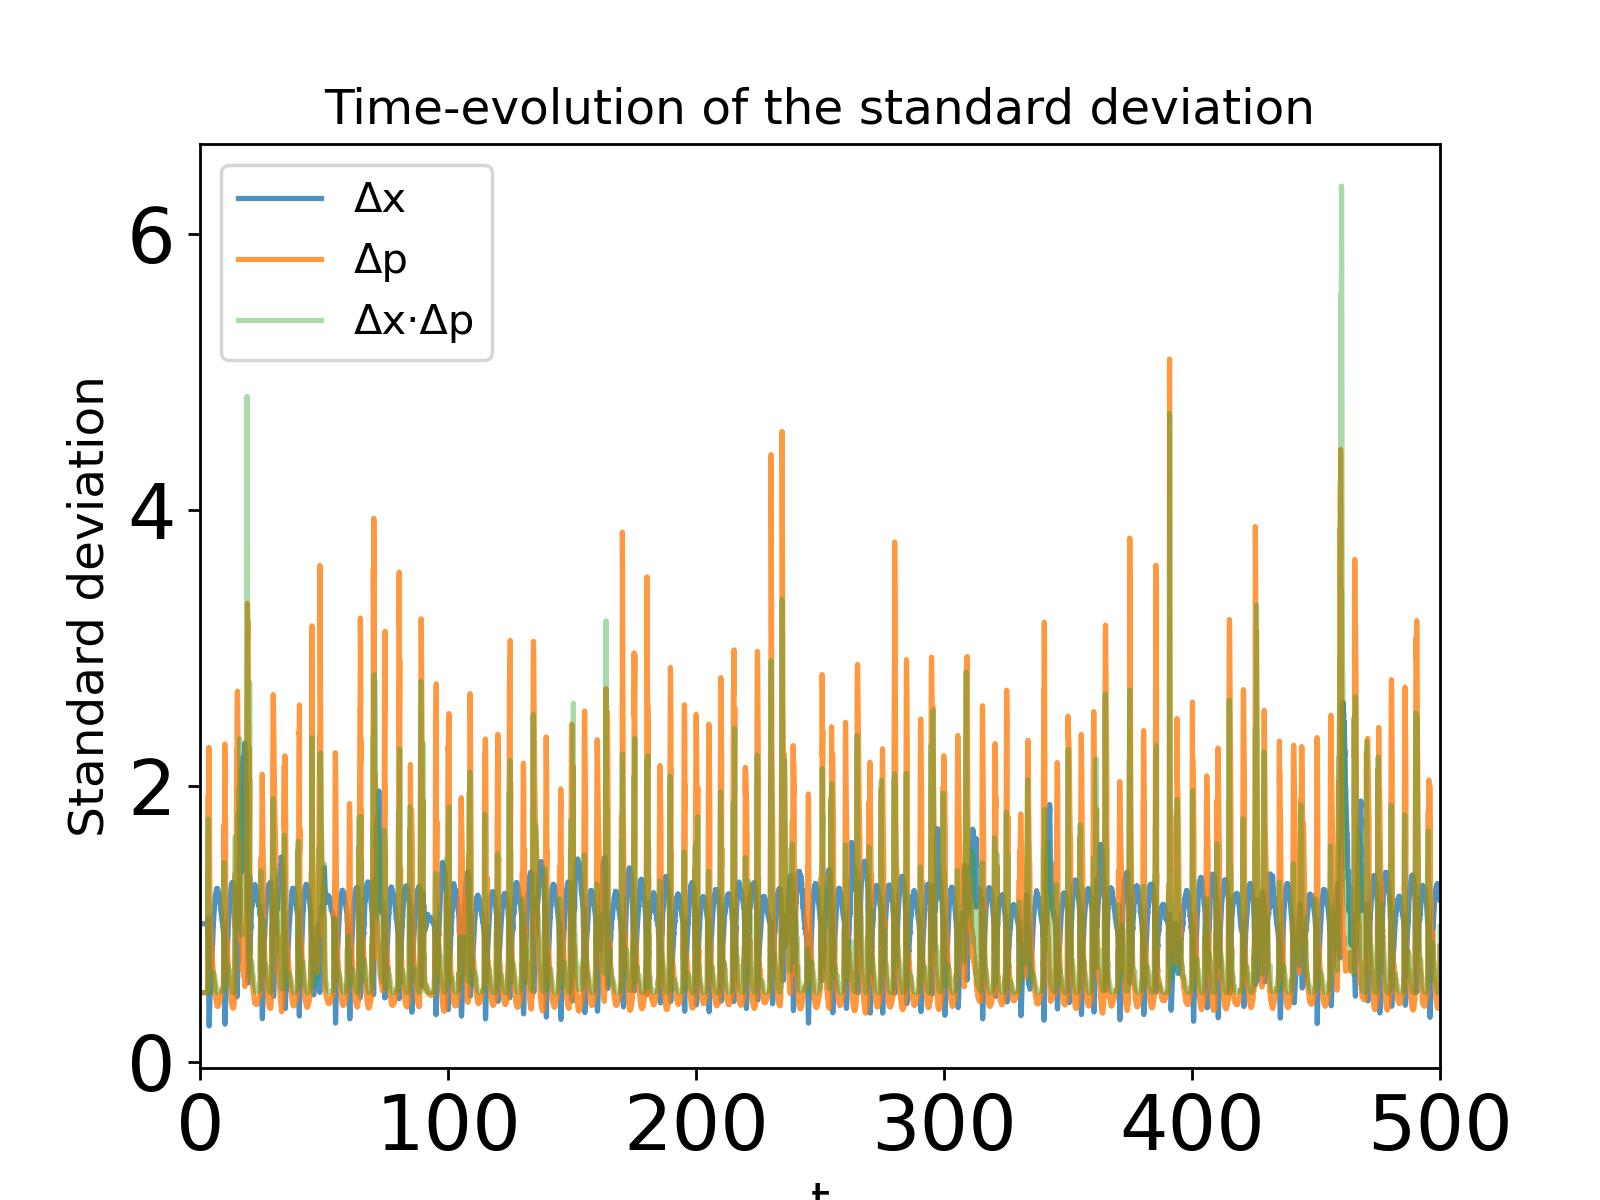 Time-evolution of the standard deviation
Δx
Δp
Δx·Δp
Standard deviation
6
4
2
0
0 100 200 300 400 500
t